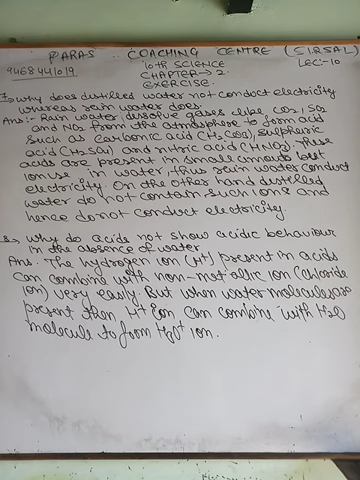 PARAS COACHING CENTRE (SIRSA)
9468441019
10th SCIENCE
LEC:-10
CHAPTER→2
EXERCISE
7→ why does distilled water not conduct electricity
whereas rain water does.
Ans:- Rain water, dissolve gases like CO2, SO2
and NO2 from the atmosphere to form acid
such as Carbonic acid (H2CO3), sulphuric
acid (H2SO4) and nitric acid (HNO3). These
acids are present in small amounts but
ionise in water, thus rain water conduct
electricity. On the other hand distilled
water do not contain such ions and
hence do not conduct electricity.
8→ why do acids not show acidic behaviour
in the absence of water
Ans. The hydrogen ion (H+) present in acids
can combine with non-metallic ion (chloride
ion) very easily. But when water molecules are
present then H+ ion can combine with H2O
molecule to form H3O+ ion.